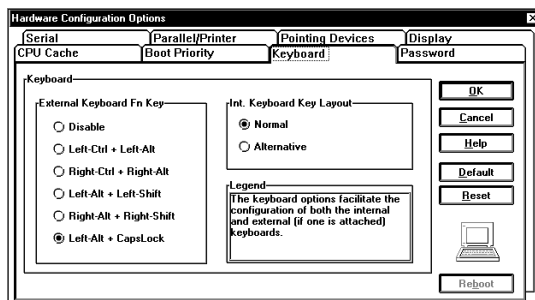 Hardware Configuration Options
Serial
Parallel/Printer
Pointing Devices
Display
CPU Cache
Boot Priority
Keyboard
Password
Keyboard
External Keyboard Fn Key
Disable
Left-Ctrl + Left-Alt
Right-Ctrl + Right-Alt
Left-Alt + Left-Shift
Right-Alt + Right-Shift
Left-Alt + CapsLock
Int. Keyboard Key Layout
Normal
Alternative
Legend
The keyboard options facilitate the
configuration of both the internal
and external (if one is attached)
keyboards.
OK
Cancel
Help
Default
Reset
Reboot